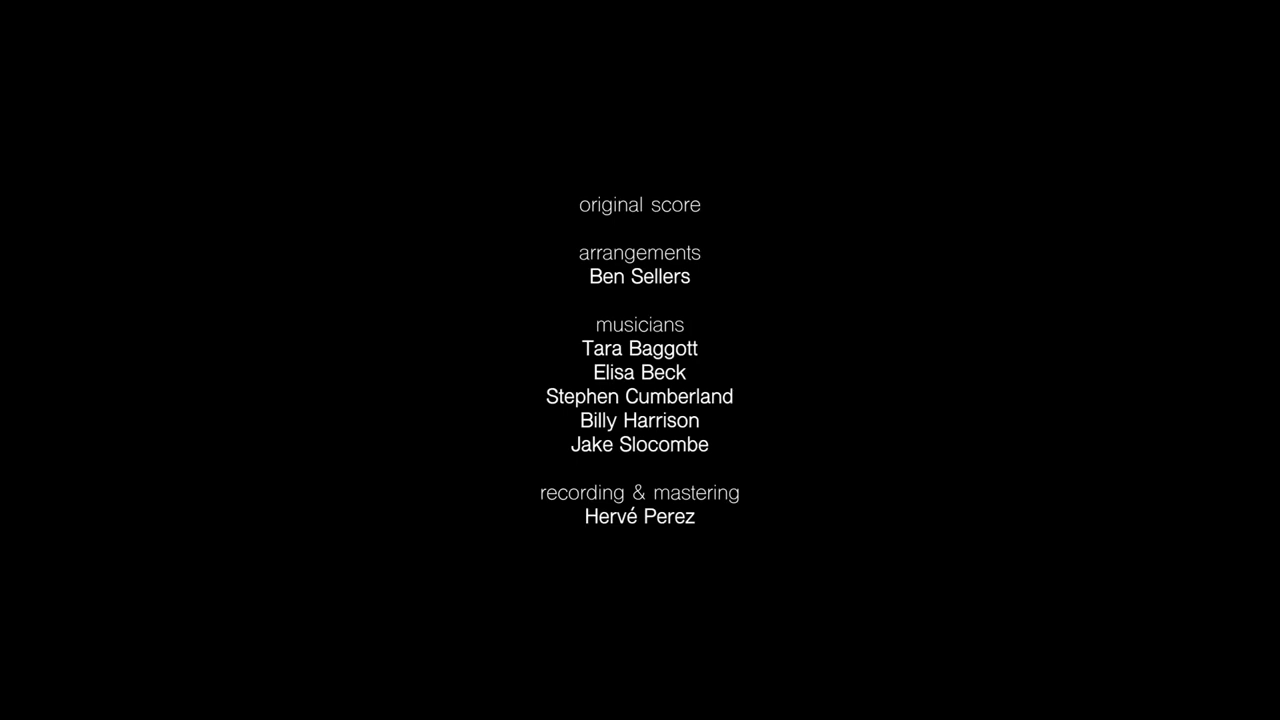 original score
arrangements
Ben Sellers
musicians
Tara Baggott
Elisa Beck
Stephen Cumberland
Billy Harrison
Jake Slocombe
recording & mastering
Hervé Perez